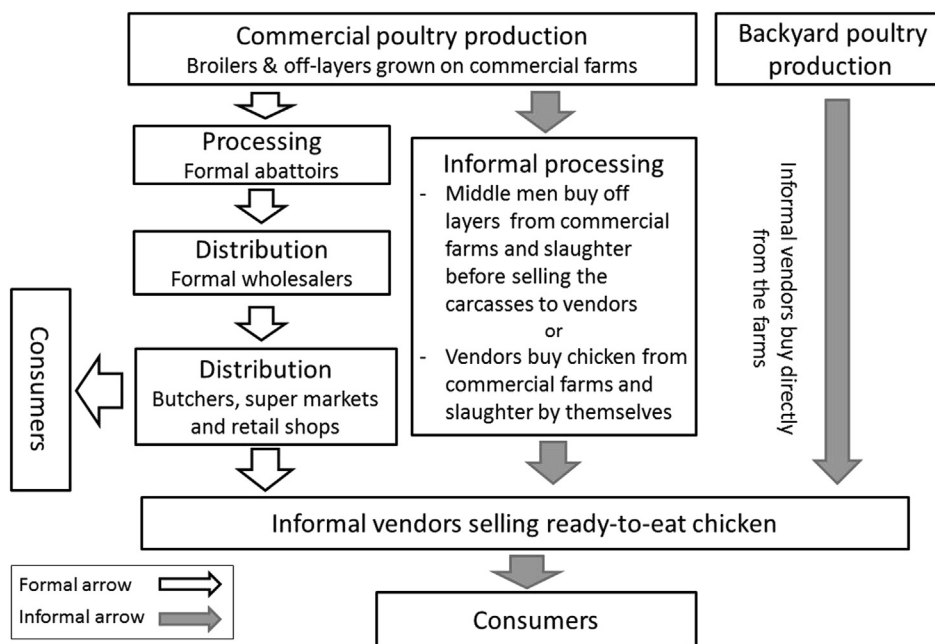 Commercial poultry production
Broilers & off-layers grown on commercial farms
Backyard poultry
production
Processing
Formal abattoirs
Distribution
Formal wholesalers
Distribution
Butchers, super markets
and retail shops
Consumers
Informal processing
- Middle men buy off
layers from commercial
farms and slaughter
before selling the
carcasses to vendors
or
- Vendors buy chicken from
commercial farms and
slaughter by themselves
Informal vendors buy directly
from the farms
Informal vendors selling ready-to-eat chicken
Consumers
Formal arrow
Informal arrow